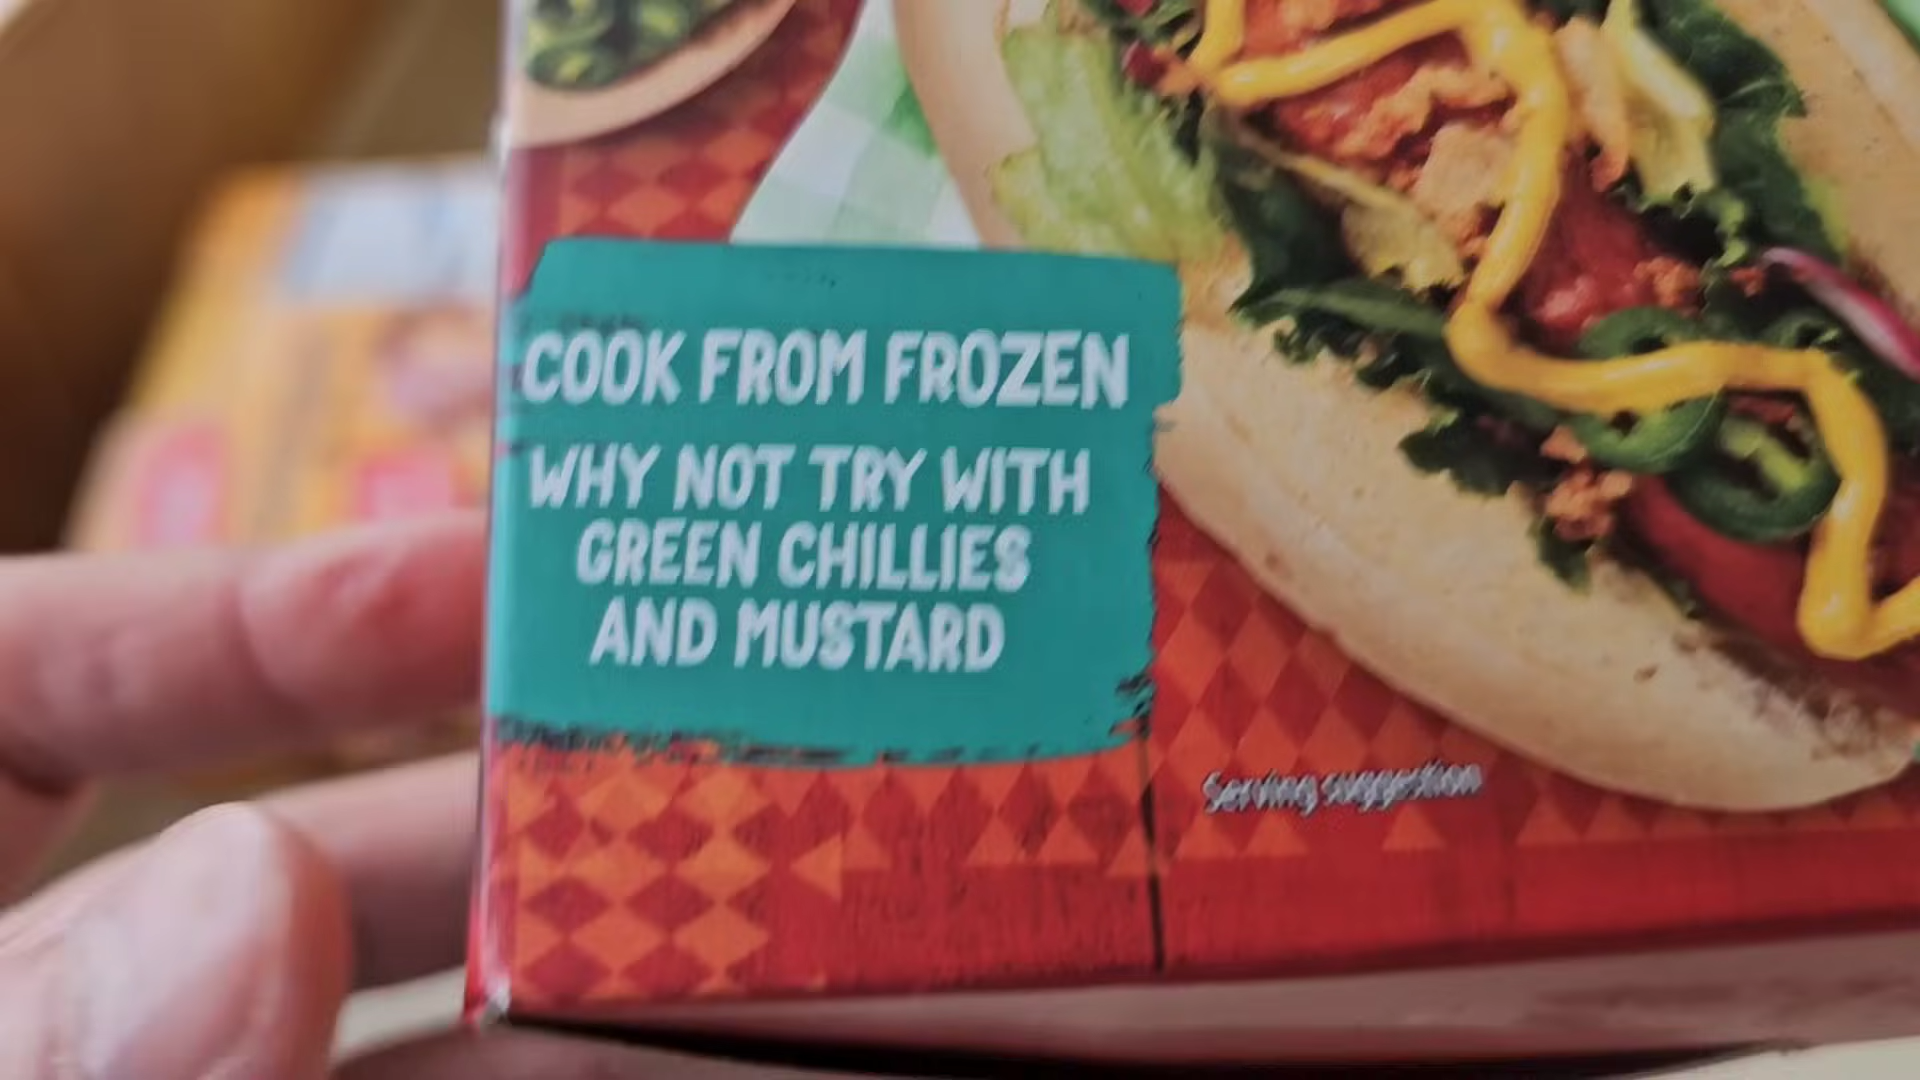 COOK FROM FROZEN
WHY NOT TRY WITH
GREEN CHILLIES
AND MUSTARD
Serving suggestion